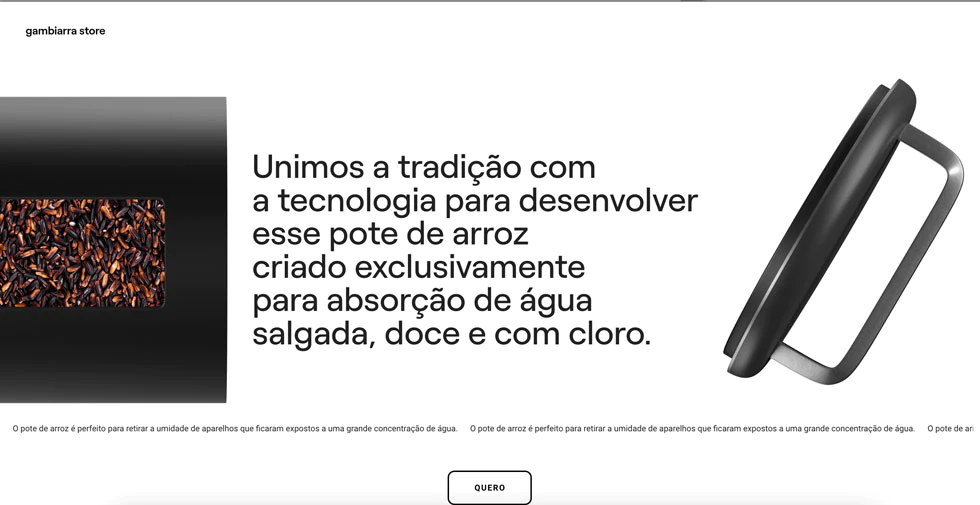 gambiarra store
Unimos a tradição com
a tecnologia para desenvolver
esse pote de arroz
criado exclusivamente
para absorção de água
salgada, doce e com cloro.
O pote de arroz é perfeito para retirar a umidade de aparelhos que ficaram expostos a uma grande concentração de água. O pote de arroz é perfeito para retirar a umidade de aparelhos que ficaram expostos a uma grande concentração de água. O pote de
QUERO